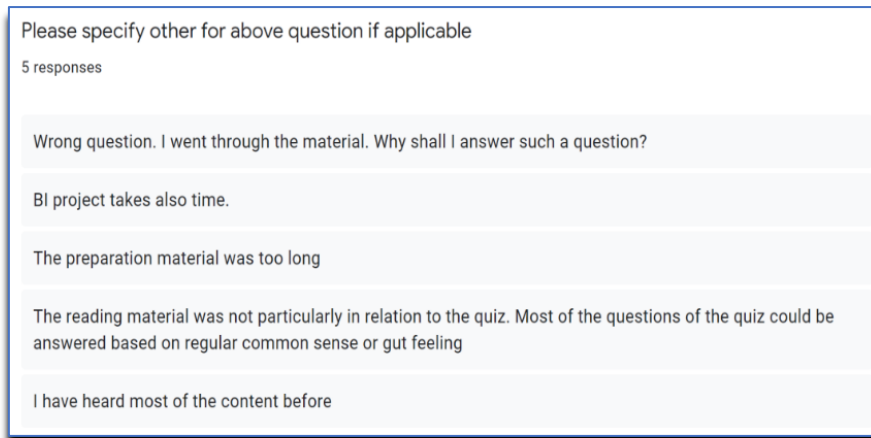 Please specify other for above question if applicable
5 responses
Wrong question. I went through the material. Why shall I answer such a question?
BI project takes also time.
The preparation material was too long
The reading material was not particularly in relation to the quiz. Most of the questions of the quiz could be
answered based on regular common sense or gut feeling
I have heard most of the content before